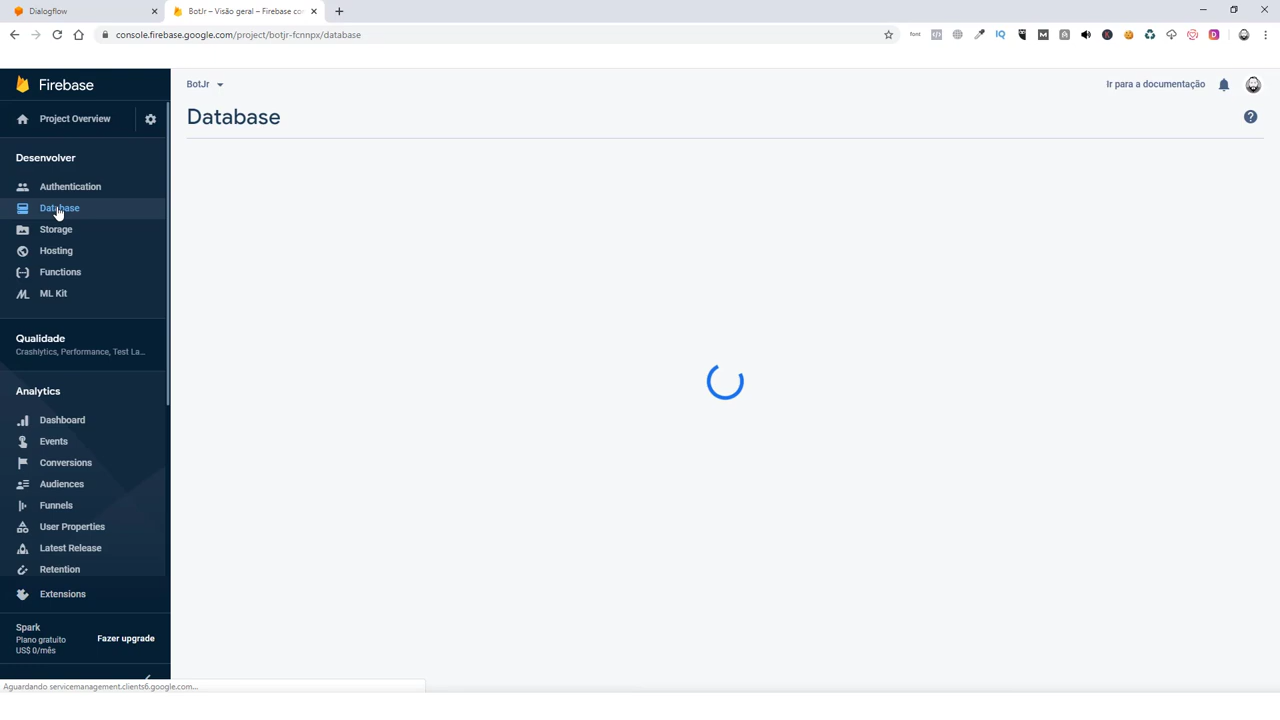 Dialogflow
BotJr – Visão geral – Firebase con
console.firebase.google.com/project/botjr-fcnnpx/database
Firebase
BotJr
Ir para a documentação
Project Overview
Database
Desenvolver
Authentication
Database
Storage
Hosting
Functions
ML Kit
Qualidade
Crashlytics, Performance, Test La...
Analytics
Dashboard
Events
Conversions
Audiences
Funnels
User Properties
Latest Release
Retention
Extensions
Spark
Plano gratuito
US$ 0/mês
Fazer upgrade
Aguardando servicemanagement.clients6.google.com...